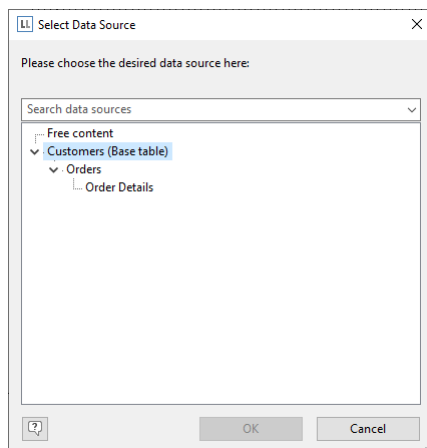 LL Select Data Source
Please choose the desired data source here:
Search data sources
Free content
Customers (Base table)
Orders
Order Details
? OK Cancel